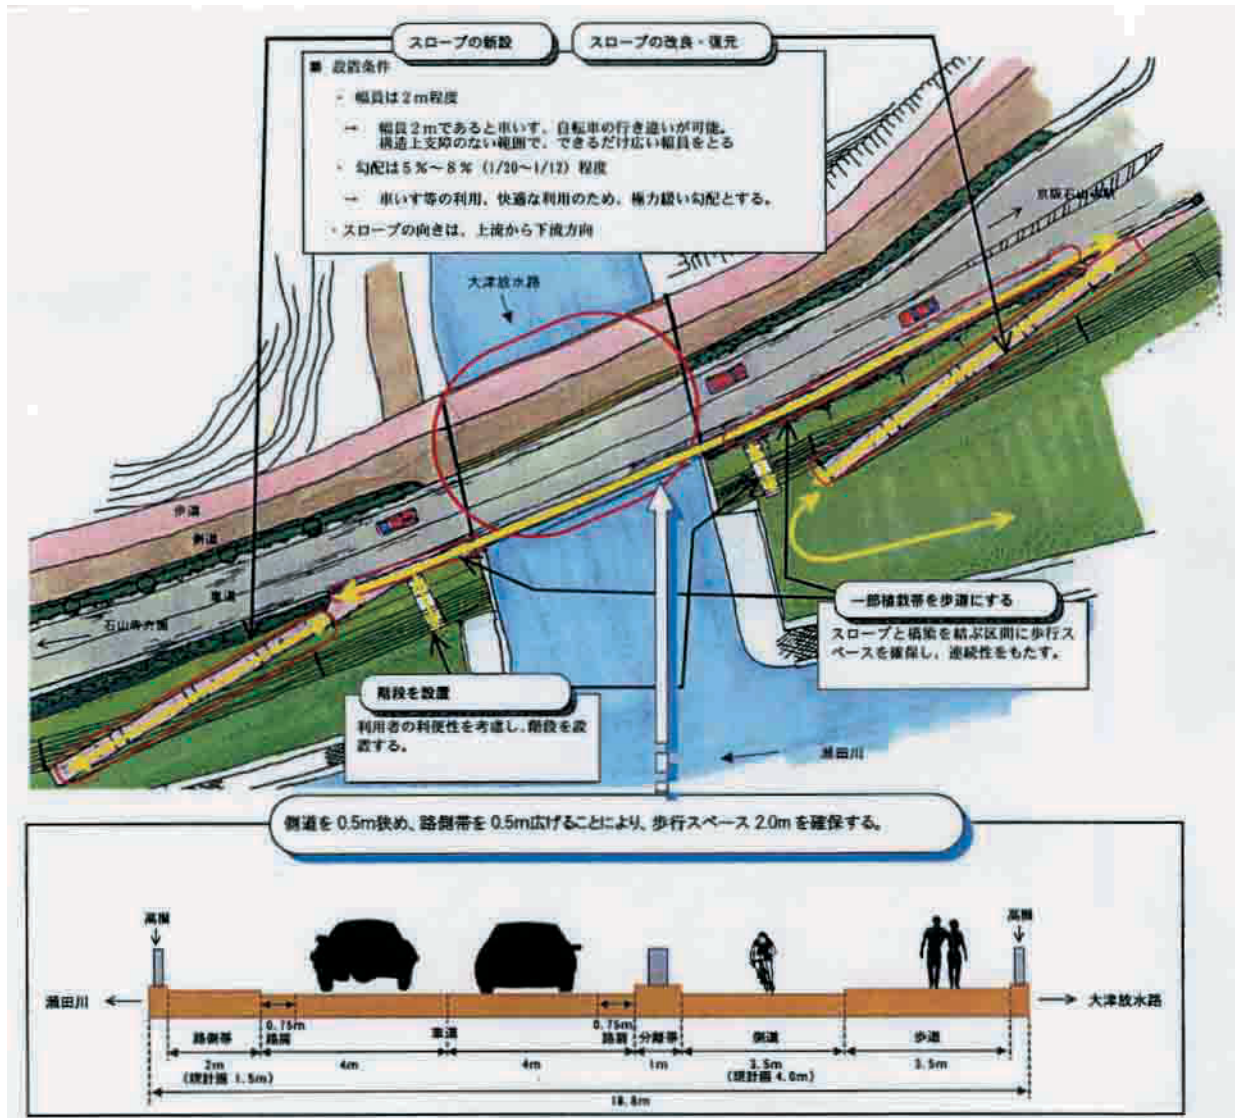 スロープの新設
スロープの改良・復元
■ 設置条件
・ 幅員は2m程度
→ 幅員2mであると車いす、自転車の行き違いが可能。
構造上支障のない範囲で、できるだけ広い幅員をとる
・ 勾配は5%～8%(1/20～1/12)程度
→ 車いす等の利用、快適な利用のため、極力緩い勾配とする。
・スロープの向きは、上流から下流方向
京阪石山寺駅
大津放水路
歩道
側道
車道
石山寺
一部植栽帯を歩道にする
スロープと橋梁を結ぶ区間に歩行ス
ペースを確保し、連続性をもたす。
階段を設置
利用者の利便性を考慮し、階段を設
置する。
瀬田川
側道を0.5m狭め、路側帯を0.5m広げることにより、歩行スペース2.0mを確保する。
高欄
高欄
瀬田川
大津放水路
0.75m
0.75m
路側帯
路肩
車道
路肩
分離帯
側道
歩道
2m
4m
4m
1m
3.5m
3.5m
(現計画 1.5m)
(現計画 4.0m)
18.8m